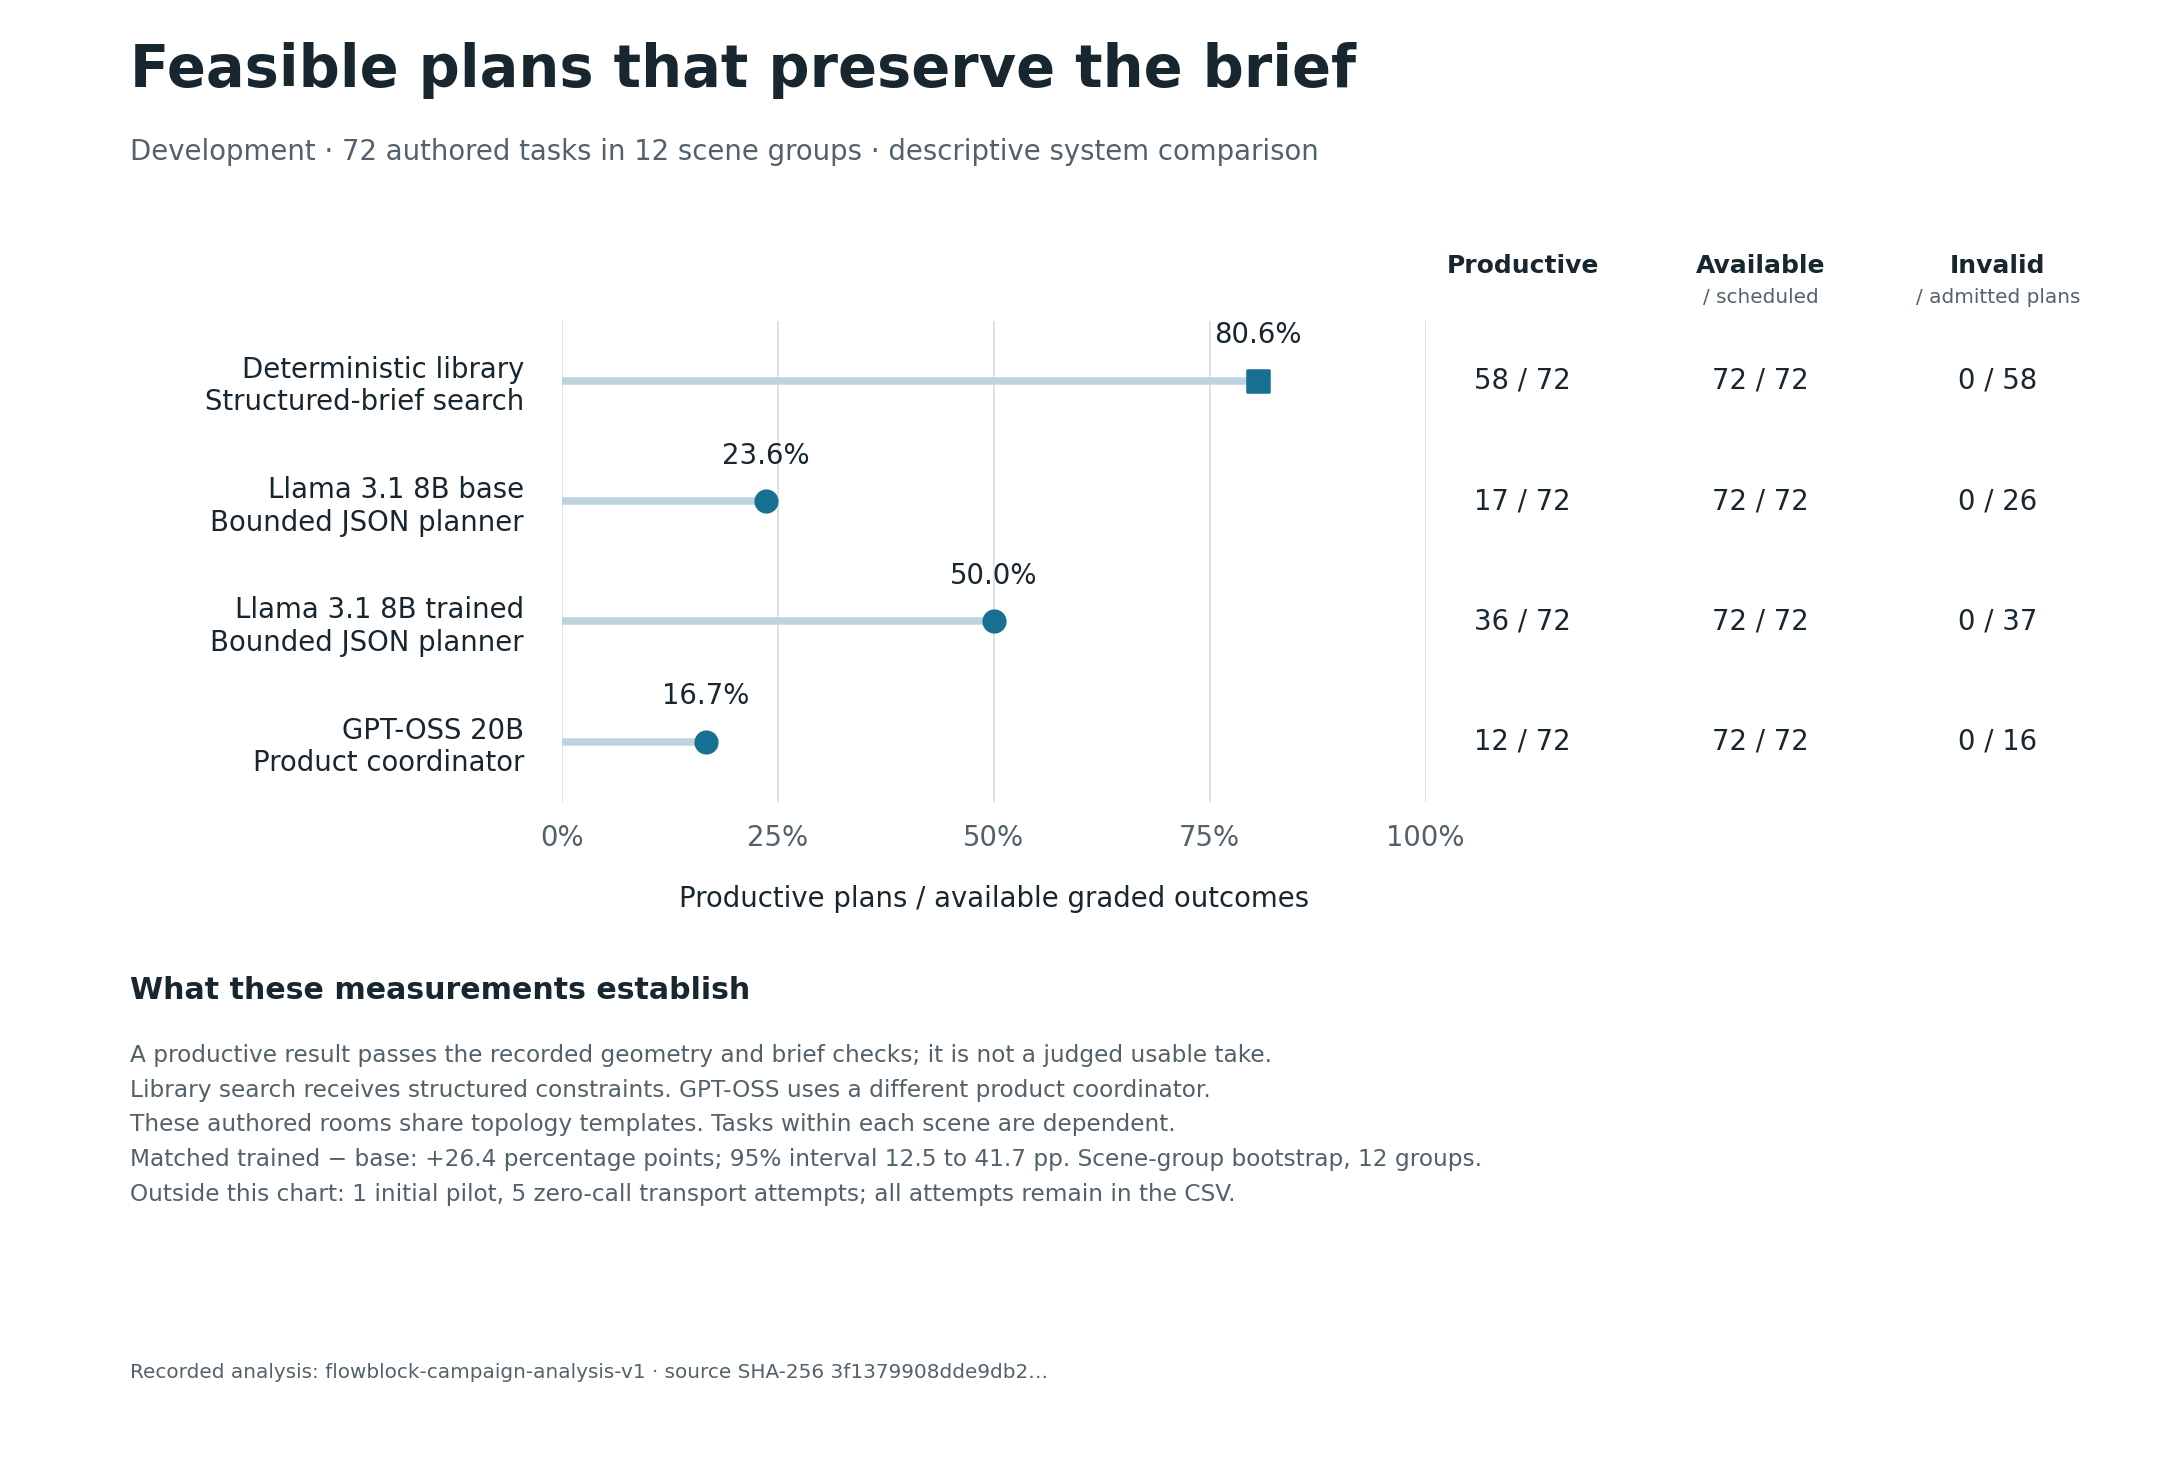 Feasible plans that preserve the brief
Development · 72 authored tasks in 12 scene groups · descriptive system comparison
Productive Available Invalid
/ scheduled / admitted plans
80.6%
Deterministic library
Structured-brief search
58 / 72 72 / 72 0 / 58
23.6%
Llama 3.1 8B base
Bounded JSON planner
17 / 72 72 / 72 0 / 26
50.0%
Llama 3.1 8B trained
Bounded JSON planner
36 / 72 72 / 72 0 / 37
16.7%
GPT-OSS 20B
Product coordinator
12 / 72 72 / 72 0 / 16
0% 25% 50% 75% 100%
Productive plans / available graded outcomes
What these measurements establish
A productive result passes the recorded geometry and brief checks; it is not a judged usable take.
Library search receives structured constraints. GPT-OSS uses a different product coordinator.
These authored rooms share topology templates. Tasks within each scene are dependent.
Matched trained − base: +26.4 percentage points; 95% interval 12.5 to 41.7 pp. Scene-group bootstrap, 12 groups.
Outside this chart: 1 initial pilot, 5 zero-call transport attempts; all attempts remain in the CSV.
Recorded analysis: flowblock-campaign-analysis-v1 · source SHA-256 3f1379908dde9db2…